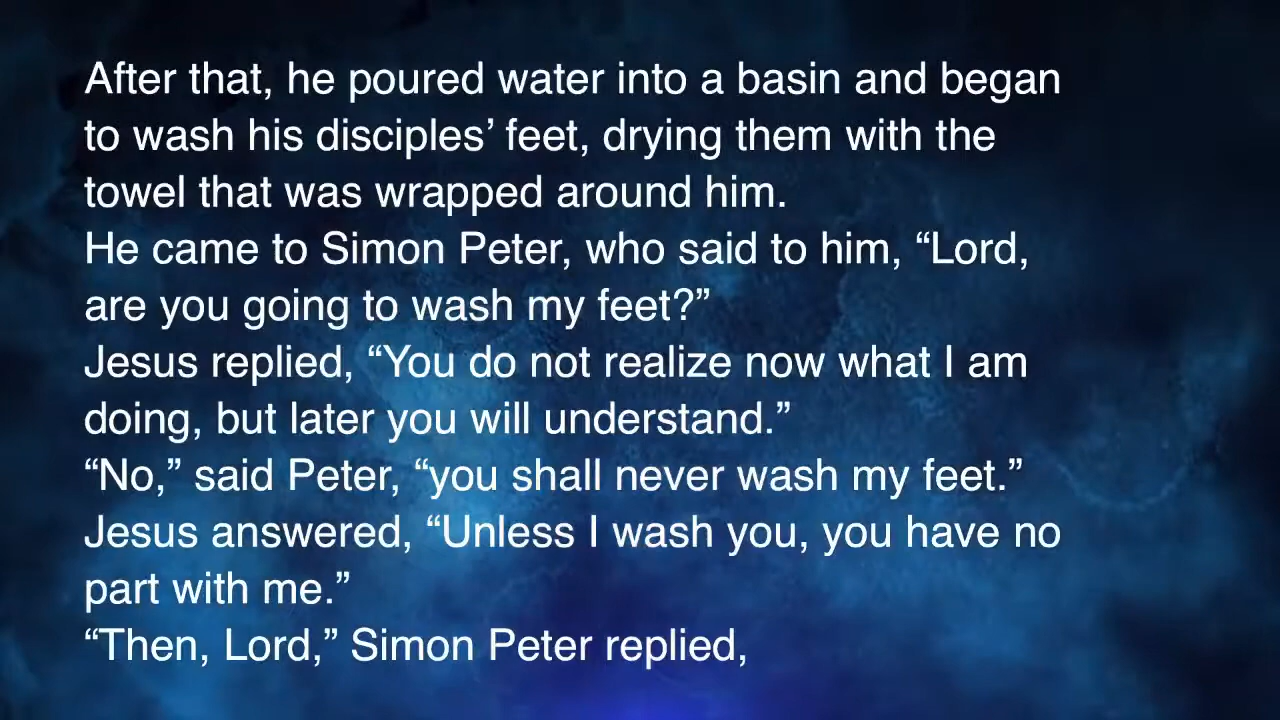 After that, he poured water into a basin and began
to wash his disciples’ feet, drying them with the
towel that was wrapped around him.
He came to Simon Peter, who said to him, “Lord,
are you going to wash my feet?”
Jesus replied, “You do not realize now what I am
doing, but later you will understand.”
“No,” said Peter, “you shall never wash my feet.”
Jesus answered, “Unless I wash you, you have no
part with me.”
“Then, Lord,” Simon Peter replied,